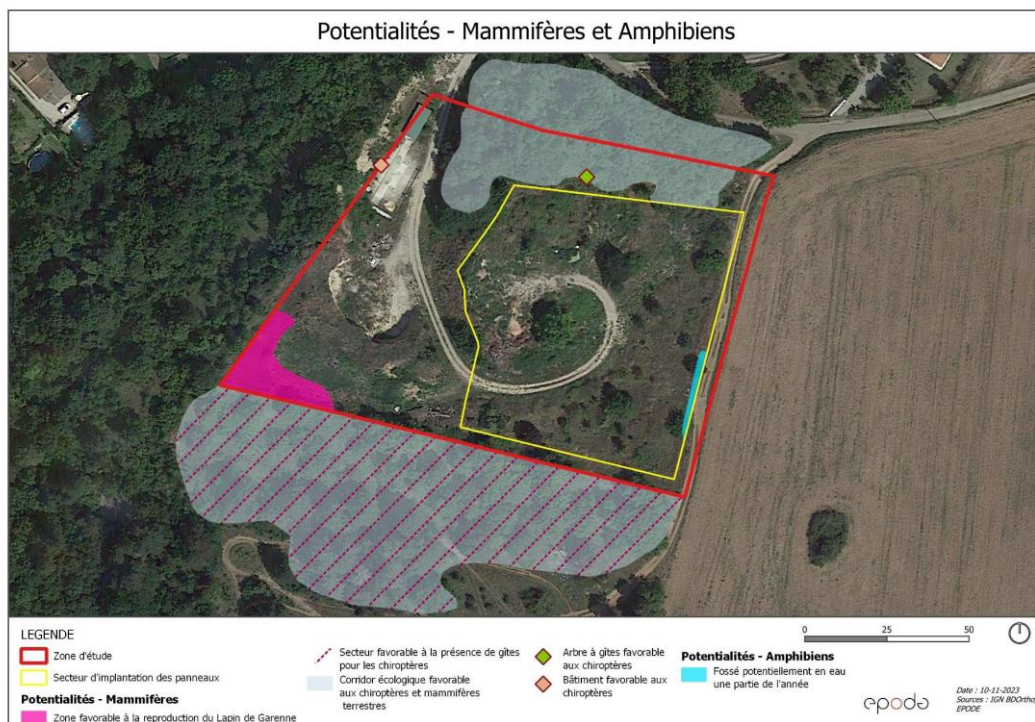 Potentialités - Mammifères et Amphibiens
LEGENDE
Zone d'étude
Secteur d'implantation des panneaux
Potentialités - Mammifères
Zone favorable à la reproduction du Lapin de Garenne
Secteur favorable à la présence de gîtes
pour les chiroptères
Corridor écologique favorable
aux chiroptères et mammifères
terrestres
Arbre à gîtes favorable
aux chiroptères
Bâtiment favorable aux
chiroptères
Potentialités - Amphibiens
Fossé potentiellement en eau
une partie de l'année
0 25 50
epode
Date : 10-11-2023
Sources : IGN BDOrtho,
EPODE